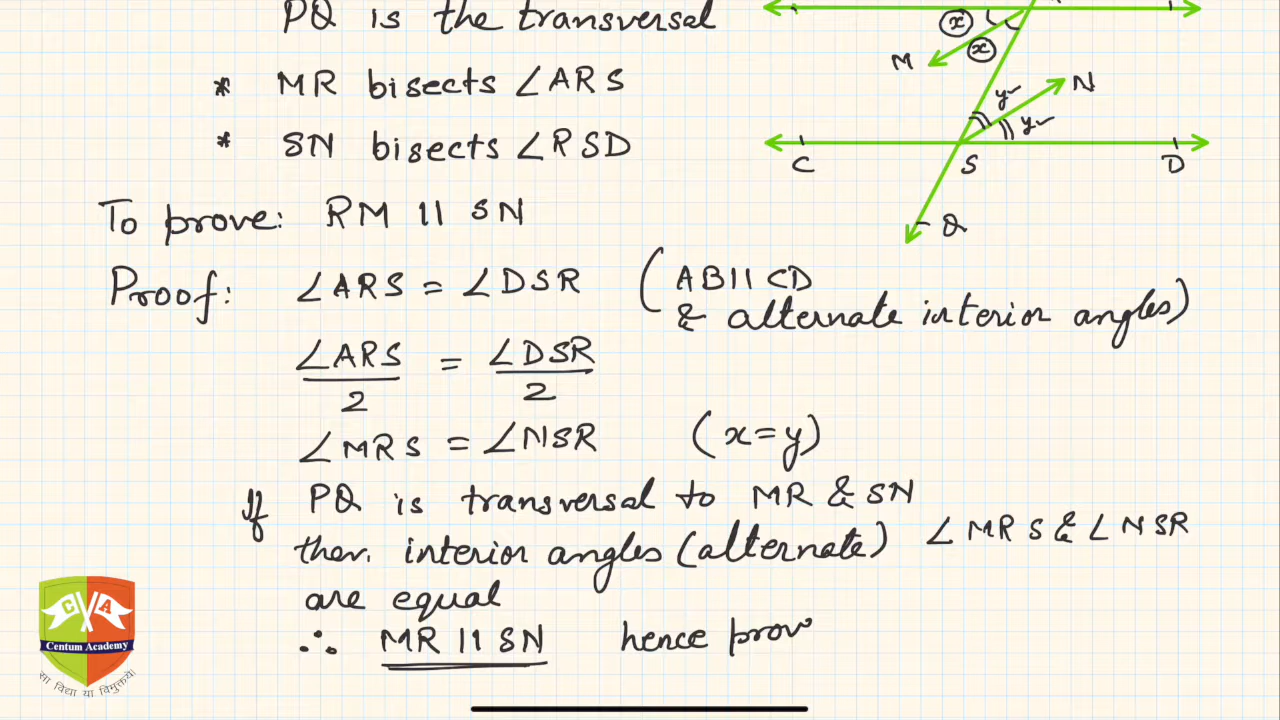 PQ is the transversal
* MR bisects ∠ARS
* SN bisects ∠RSD
To prove: RM || SN
Proof: ∠ARS = ∠DSR (AB || CD
& alternate interior angles)
∠ARS/2 = ∠DSR/2
∠MRS = ∠NSR (x=y)
If PQ is transversal to MR & SN
then interior angles (alternate) ∠MRS & ∠NSR
are equal
∴ MR || SN hence prov
x
x
M
N
y
y
C
S
D
Q
C A
Centum Academy
सा विद्या या विमुक्तये